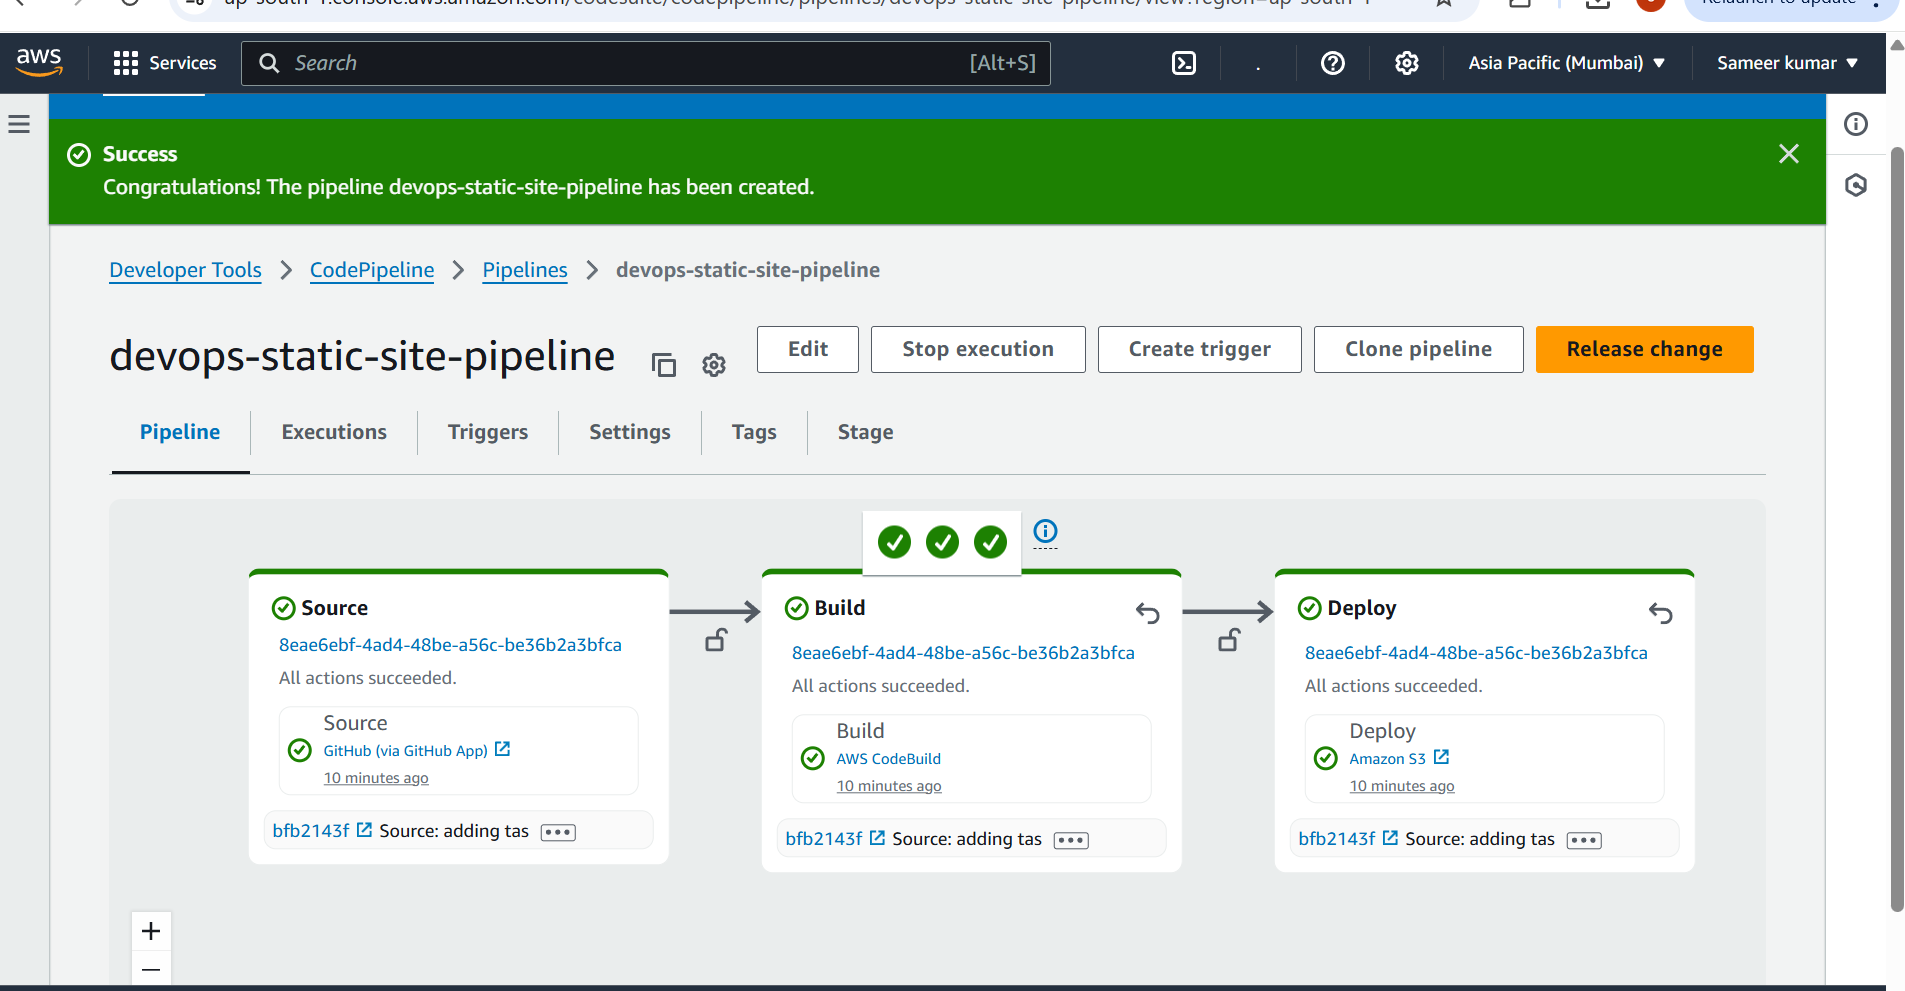 ap-south-1.console.aws.amazon.com/codesuite/codepipeline/pipelines/devops-static-site-pipeline/view?region=ap-south-1
Relaunch to update
aws
Services
Search
[Alt+S]
Asia Pacific (Mumbai)
Sameer kumar
Success
Congratulations! The pipeline devops-static-site-pipeline has been created.
Developer Tools
CodePipeline
Pipelines
devops-static-site-pipeline
devops-static-site-pipeline
Edit
Stop execution
Create trigger
Clone pipeline
Release change
Pipeline
Executions
Triggers
Settings
Tags
Stage
Source
8eae6ebf-4ad4-48be-a56c-be36b2a3bfca
All actions succeeded.
Source
GitHub (via GitHub App)
10 minutes ago
bfb2143f Source: adding tas
Build
8eae6ebf-4ad4-48be-a56c-be36b2a3bfca
All actions succeeded.
Build
AWS CodeBuild
10 minutes ago
bfb2143f Source: adding tas
Deploy
8eae6ebf-4ad4-48be-a56c-be36b2a3bfca
All actions succeeded.
Deploy
Amazon S3
10 minutes ago
bfb2143f Source: adding tas